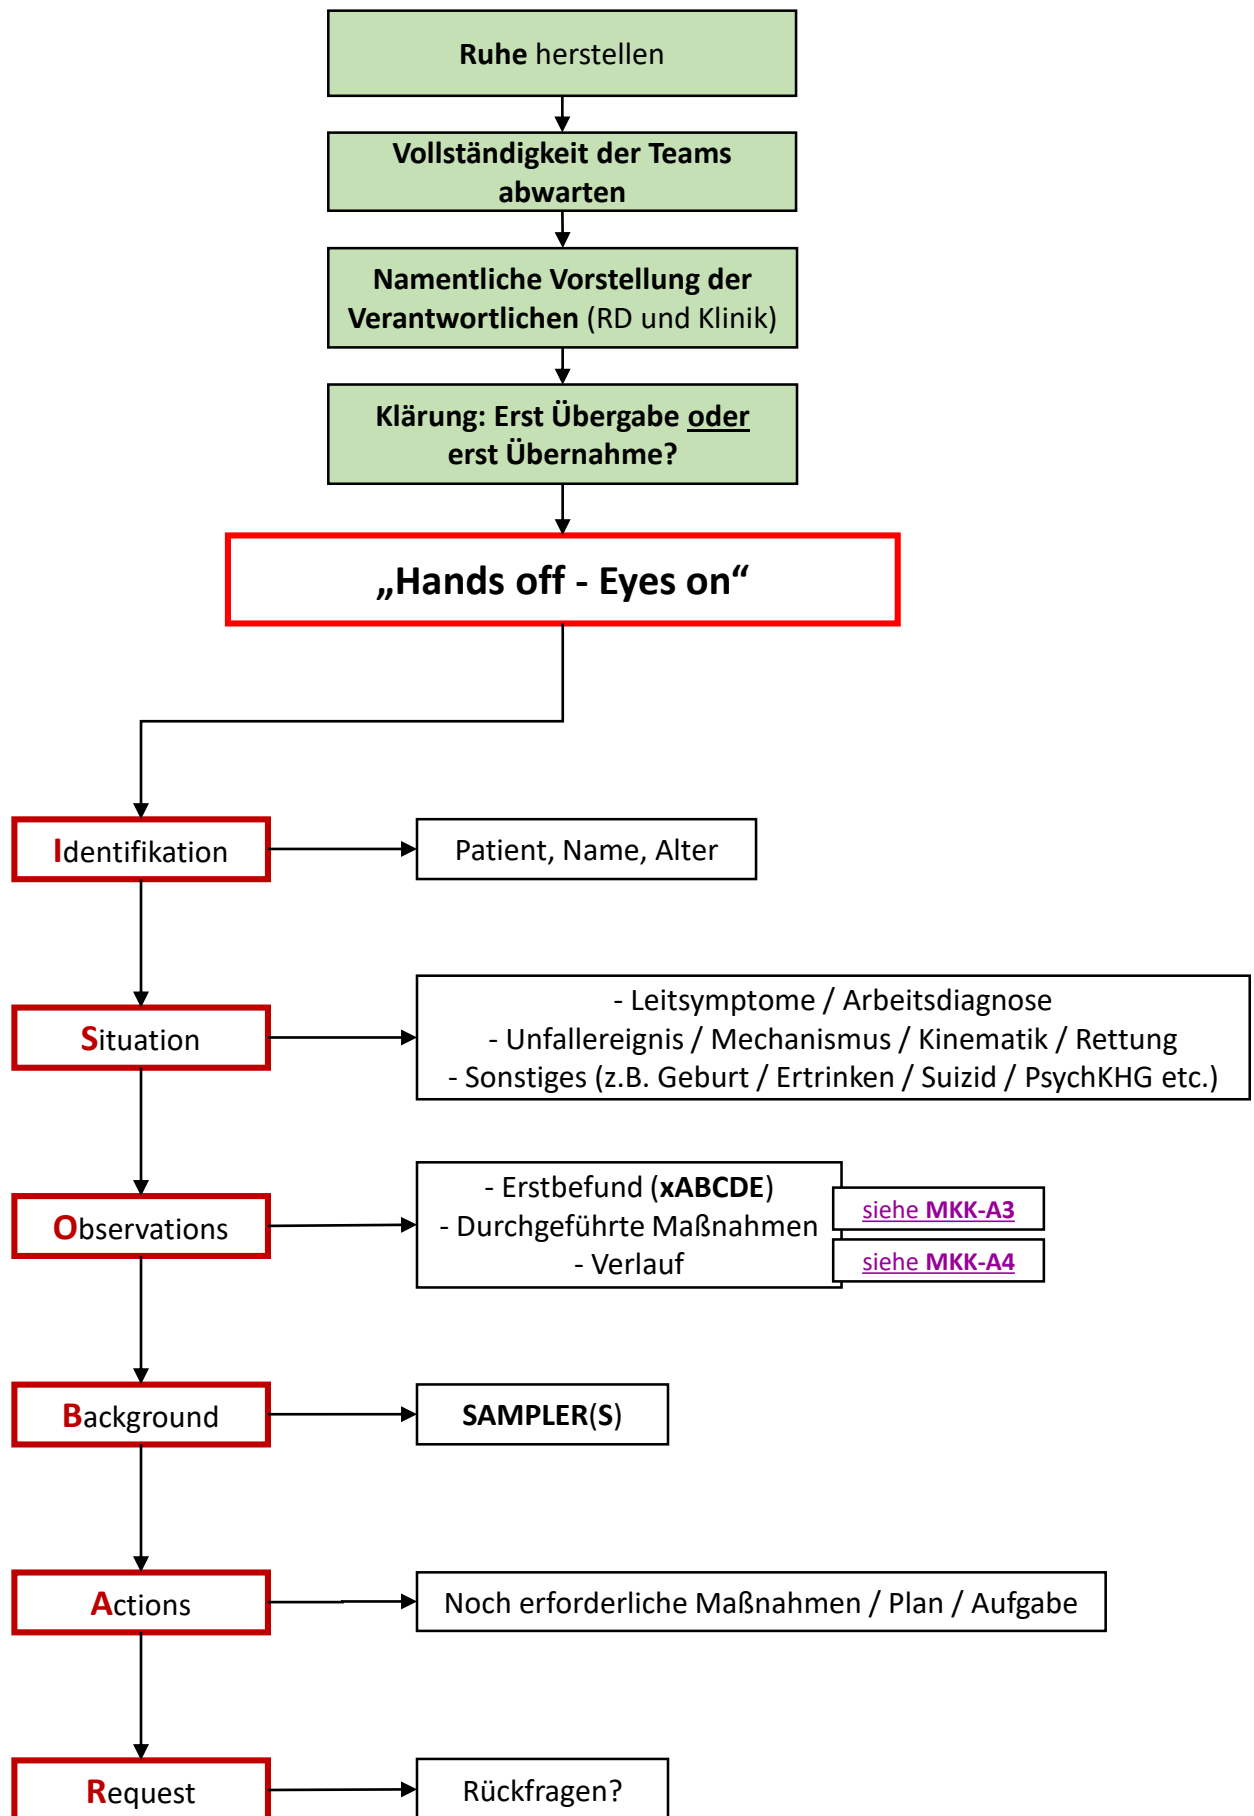 Ruhe herstellen
Vollständigkeit der Teams
abwarten
Namentliche Vorstellung der
Verantwortlichen (RD und Klinik)
Klärung: Erst Übergabe oder
erst Übernahme?
„Hands off - Eyes on“
Identifikation
Patient, Name, Alter
Situation
- Leitsymptome / Arbeitsdiagnose
- Unfallereignis / Mechanismus / Kinematik / Rettung
- Sonstiges (z.B. Geburt / Ertrinken / Suizid / PsychKHG etc.)
Observations
- Erstbefund (xABCDE)
- Durchgeführte Maßnahmen
- Verlauf
siehe MKK-A3
siehe MKK-A4
Background
SAMPLER(S)
Actions
Noch erforderliche Maßnahmen / Plan / Aufgabe
Request
Rückfragen?